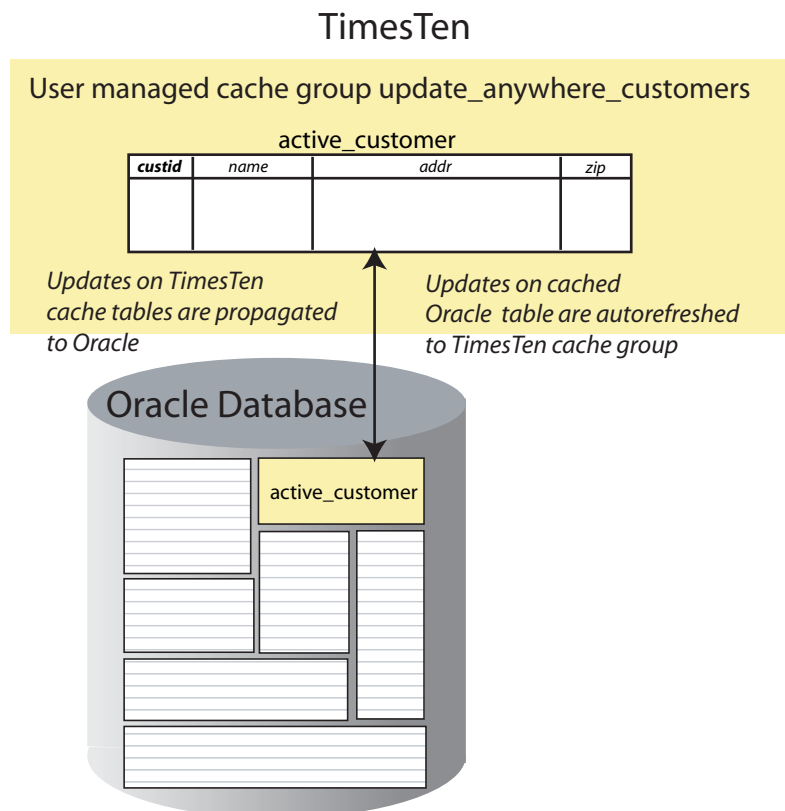 TimesTen
User managed cache group update_anywhere_customers
active_customer
custid name addr zip
Updates on TimesTen
cache tables are propagated
to Oracle
Updates on cached
Oracle table are autorefreshed
to TimesTen cache group
Oracle Database
active_customer